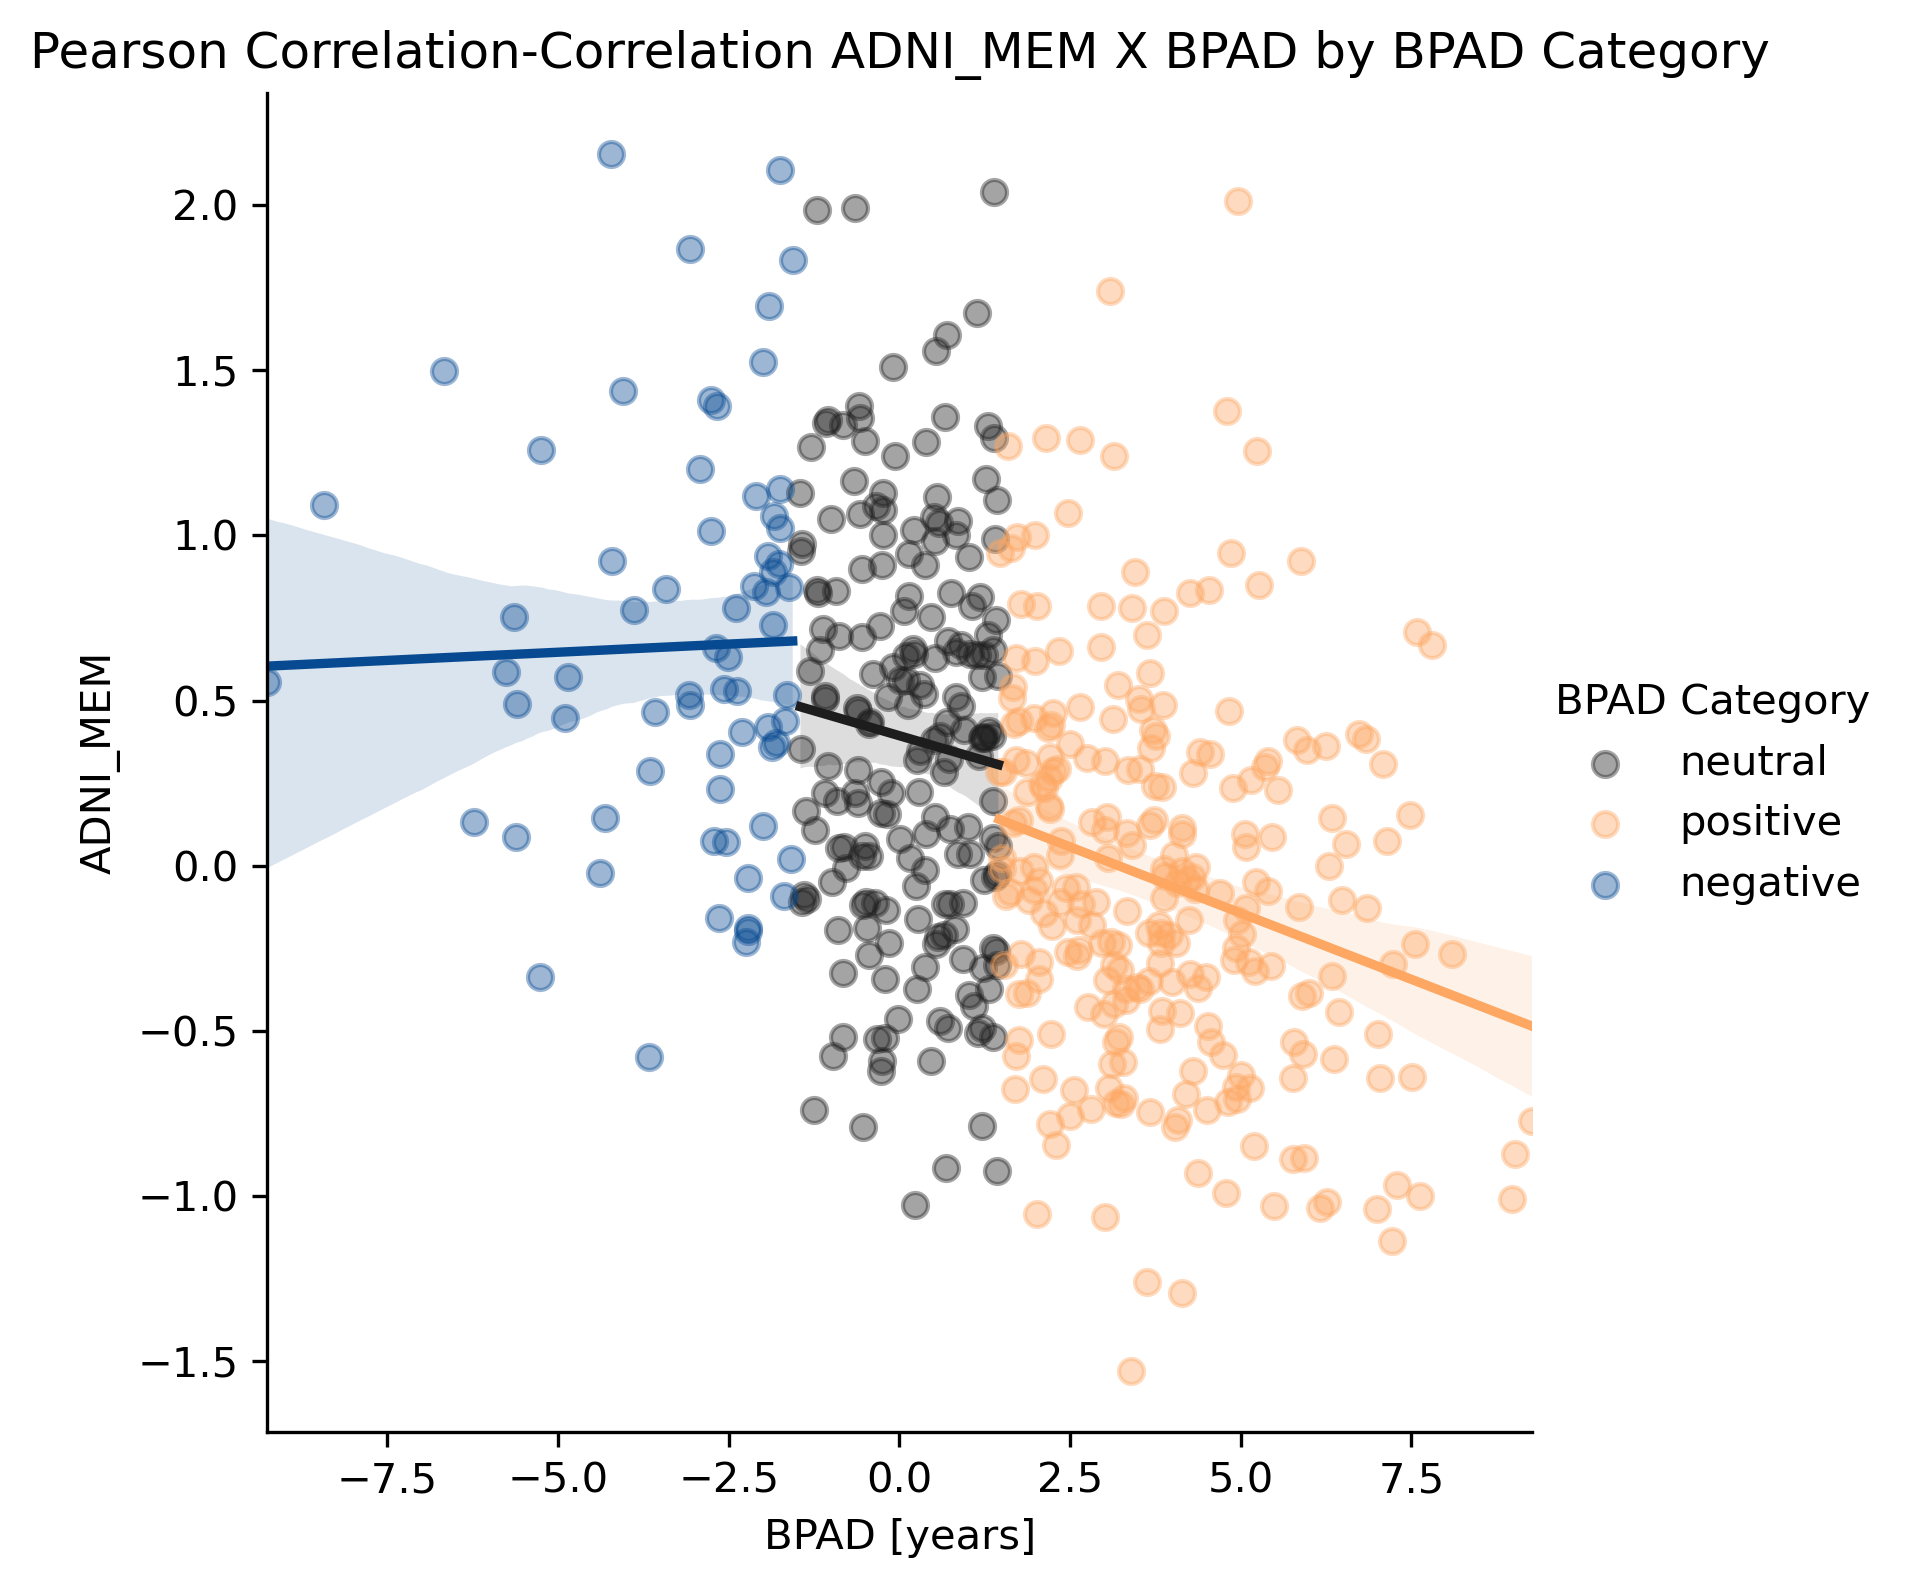 Pearson Correlation-Correlation ADNI_MEM X BPAD by BPAD Category
2.0
1.5
1.0
0.5
0.0
−0.5
−1.0
−1.5
ADNI_MEM
−7.5 −5.0 −2.5 0.0 2.5 5.0 7.5
BPAD [years]
BPAD Category
neutral
positive
negative